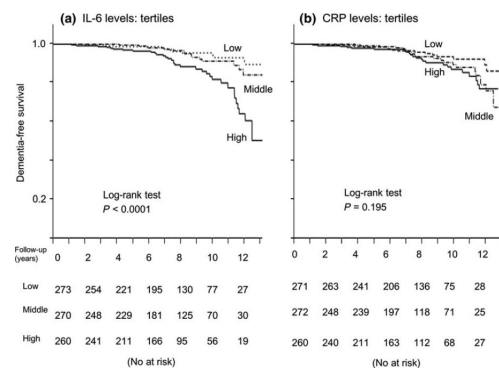 (a) IL-6 levels: tertiles
1.0
Low
Middle
High
Dementia-free survival
0.2
Log-rank test
P < 0.0001
(b) CRP levels: tertiles
Low
High
Middle
Log-rank test
P = 0.195
Follow-up
(years)
0 2 4 6 8 10 12 0 2 4 6 8 10 12
Low 273 254 221 195 130 77 27 271 263 241 206 136 75 28
Middle 270 248 229 181 125 70 30 272 248 239 197 118 71 25
High 260 241 211 166 95 56 19 260 240 211 163 112 68 27
(No at risk) (No at risk)